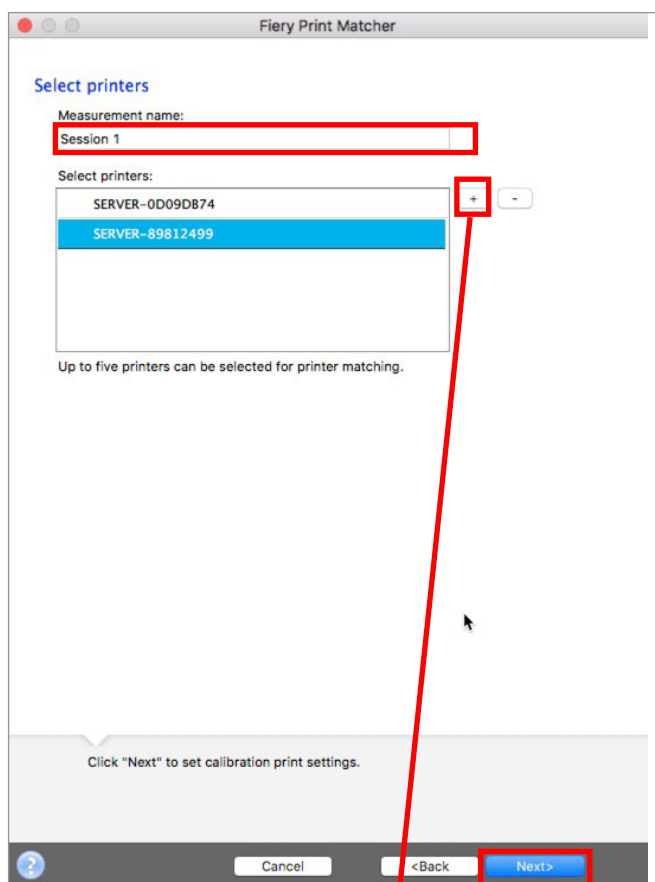 Fiery Print Matcher
Select printers
Measurement name:
Session 1
Select printers:
SERVER-0D09DB74
+ -
SERVER-89812499
Up to five printers can be selected for printer matching.
Click "Next" to set calibration print settings.
? Cancel <Back Next>